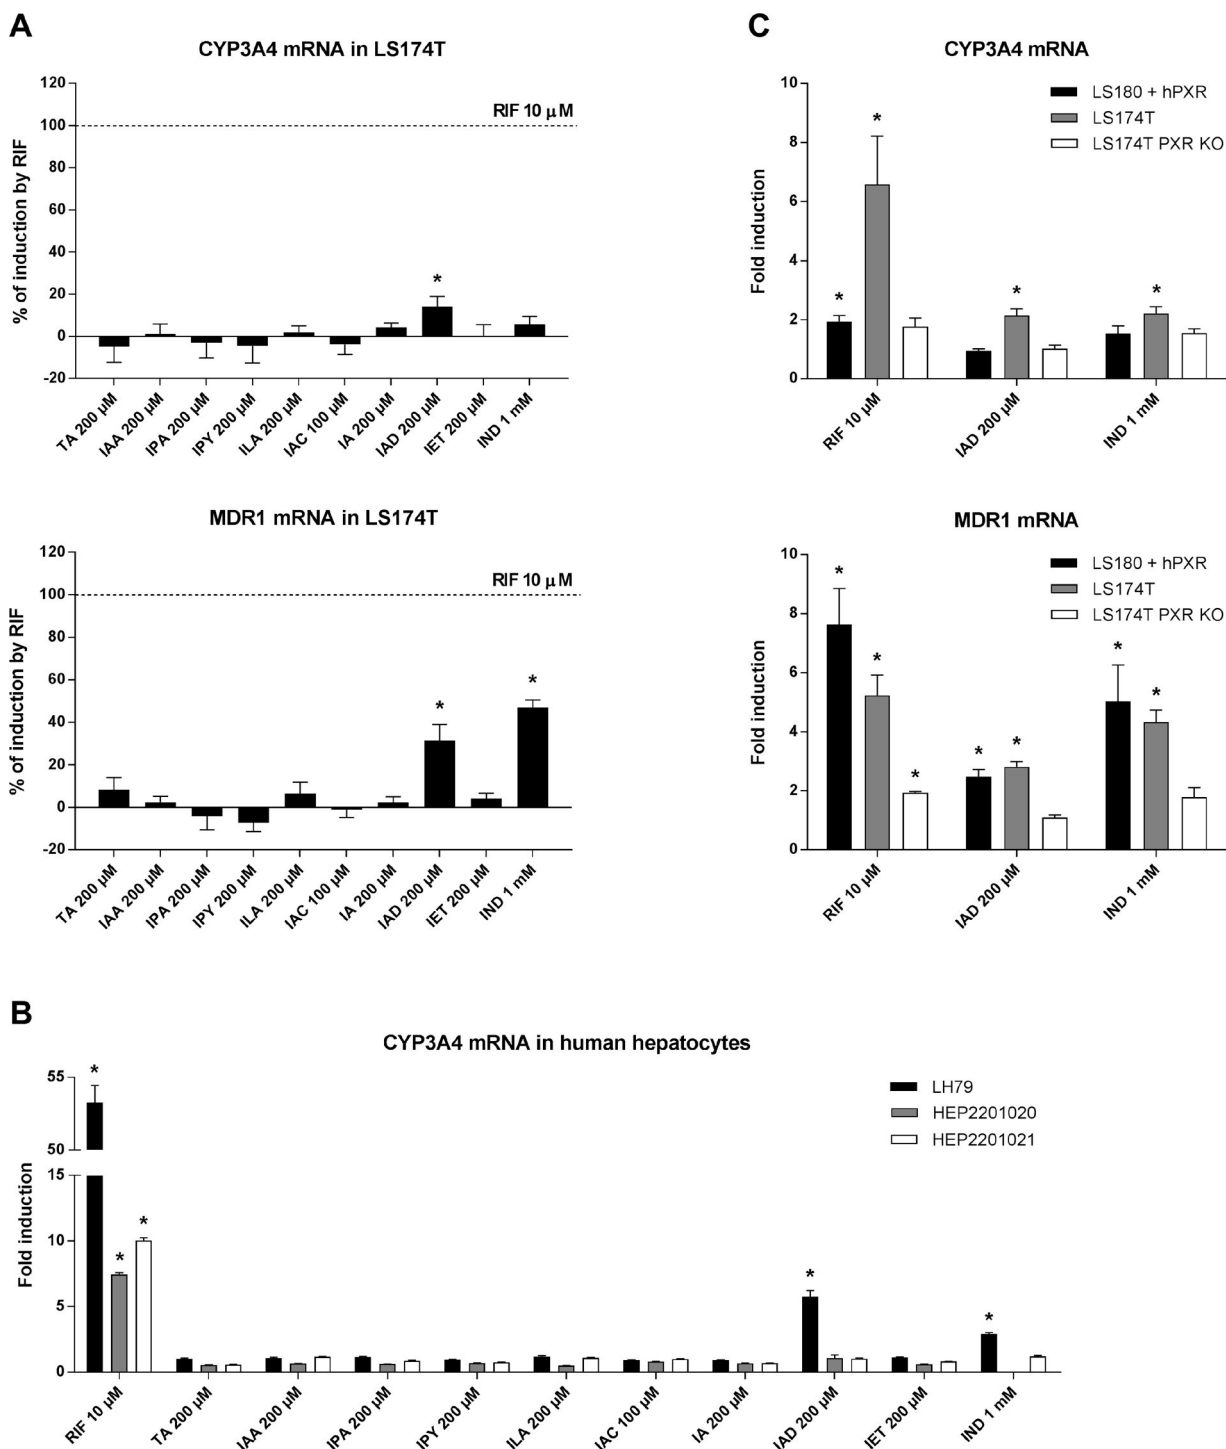 A
CYP3A4 mRNA in LS174T
% of induction by RIF
120
100
80
60
40
20
0
-20
RIF 10 µM
*
TA 200 µM
IAA 200 µM
IPA 200 µM
IPY 200 µM
ILA 200 µM
IAC 100 µM
IA 200 µM
IAD 200 µM
IET 200 µM
IND 1 mM
MDR1 mRNA in LS174T
% of induction by RIF
120
100
80
60
40
20
0
-20
RIF 10 µM
*
*
TA 200 µM
IAA 200 µM
IPA 200 µM
IPY 200 µM
ILA 200 µM
IAC 100 µM
IA 200 µM
IAD 200 µM
IET 200 µM
IND 1 mM
C
CYP3A4 mRNA
Fold induction
10
8
6
4
2
0
LS180 + hPXR
LS174T
LS174T PXR KO
*
*
*
*
RIF 10 µM
IAD 200 µM
IND 1 mM
MDR1 mRNA
Fold induction
10
8
6
4
2
0
LS180 + hPXR
LS174T
LS174T PXR KO
*
*
*
*
*
*
*
RIF 10 µM
IAD 200 µM
IND 1 mM
B
CYP3A4 mRNA in human hepatocytes
Fold induction
55
50
15
10
5
0
LH79
HEP2201020
HEP2201021
*
*
*
*
*
RIF 10 µM
TA 200 µM
IAA 200 µM
IPA 200 µM
IPY 200 µM
ILA 200 µM
IAC 100 µM
IA 200 µM
IAD 200 µM
IET 200 µM
IND 1 mM